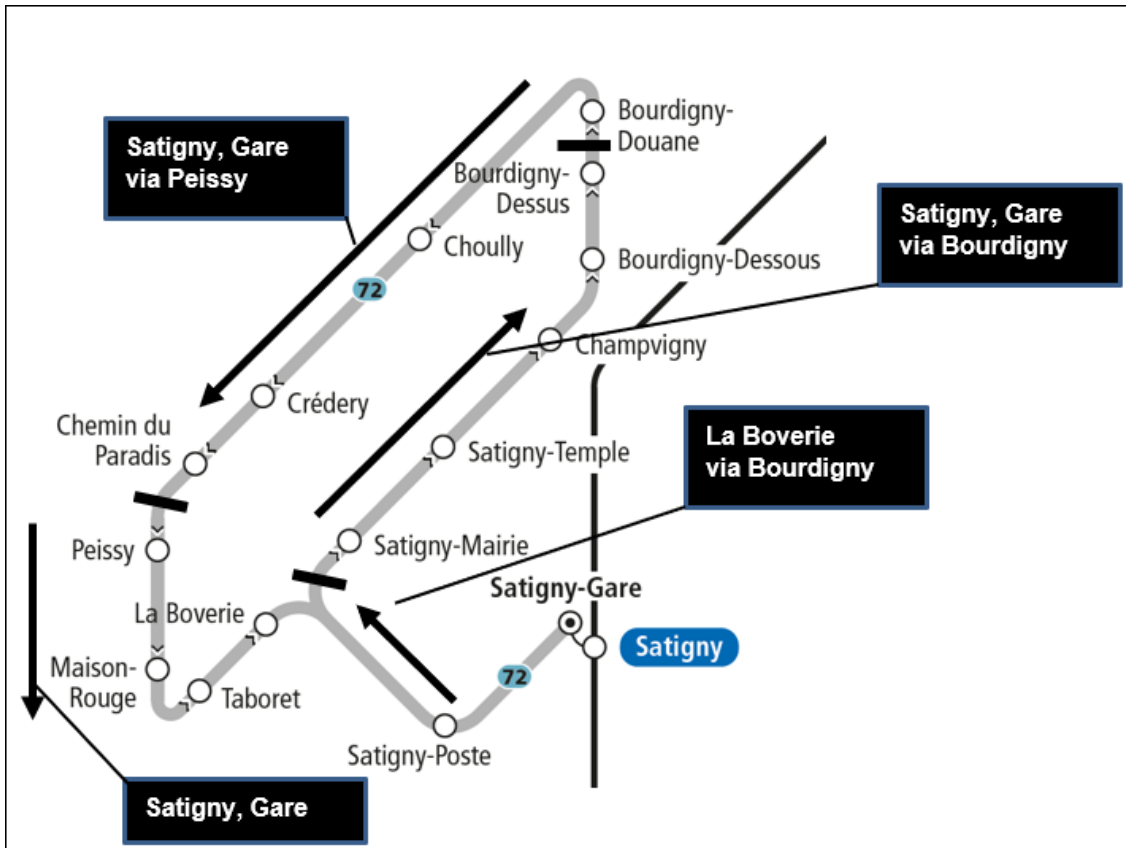 Bourdigny-
Douane
Satigny, Gare
via Peissy
Bourdigny-
Dessus
Satigny, Gare
via Bourdigny
Choully
Bourdigny-Dessous
72
Champvigny
Crédery
Chemin du
Paradis
La Boverie
via Bourdigny
Satigny-Temple
Satigny-Mairie
Peissy
Satigny-Gare
La Boverie
Satigny
Maison-
Rouge
72
Taboret
Satigny-Poste
Satigny, Gare